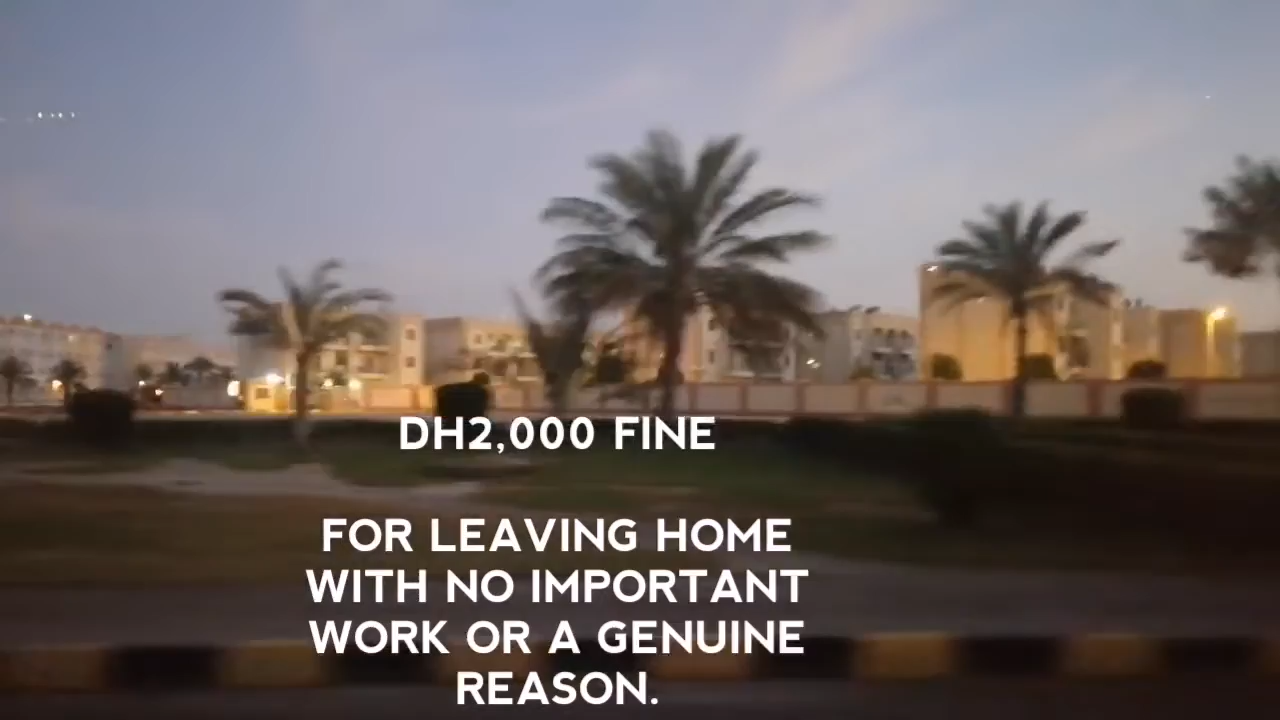 DH2,000 FINE
FOR LEAVING HOME
WITH NO IMPORTANT
WORK OR A GENUINE
REASON.